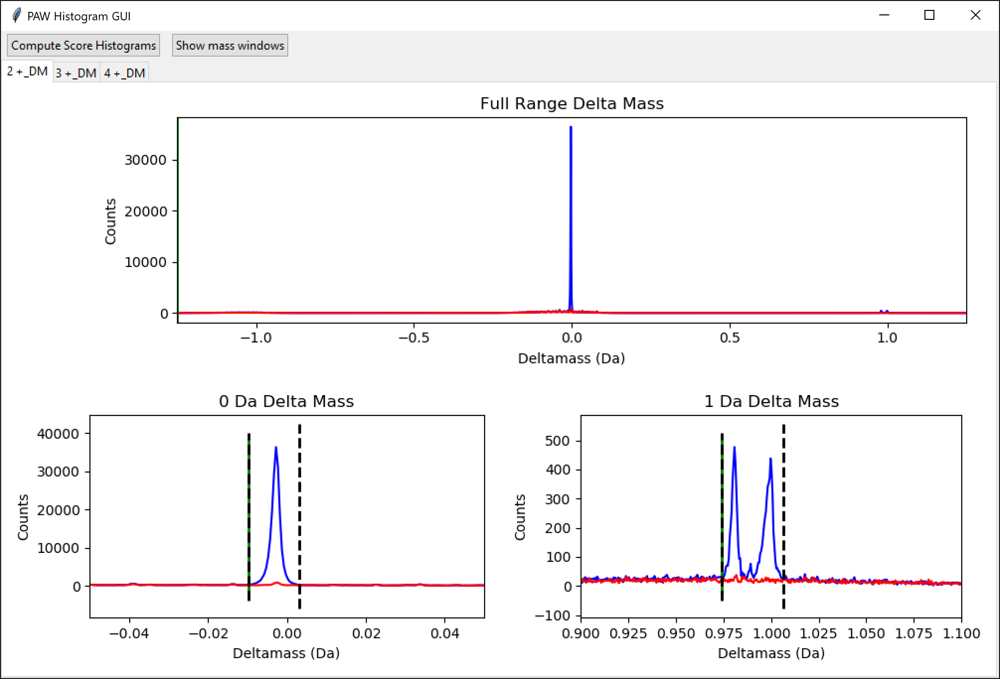 PAW Histogram GUI
Compute Score Histograms Show mass windows
2 +_DM 3 +_DM 4 +_DM
Full Range Delta Mass
30000
20000
10000
0
Counts
−1.0 −0.5 0.0 0.5 1.0
Deltamass (Da)
0 Da Delta Mass
40000
30000
20000
10000
0
Counts
−0.04 −0.02 0.00 0.02 0.04
Deltamass (Da)
1 Da Delta Mass
500
400
300
200
100
0
−100
Counts
0.900 0.925 0.950 0.975 1.000 1.025 1.050 1.075 1.100
Deltamass (Da)